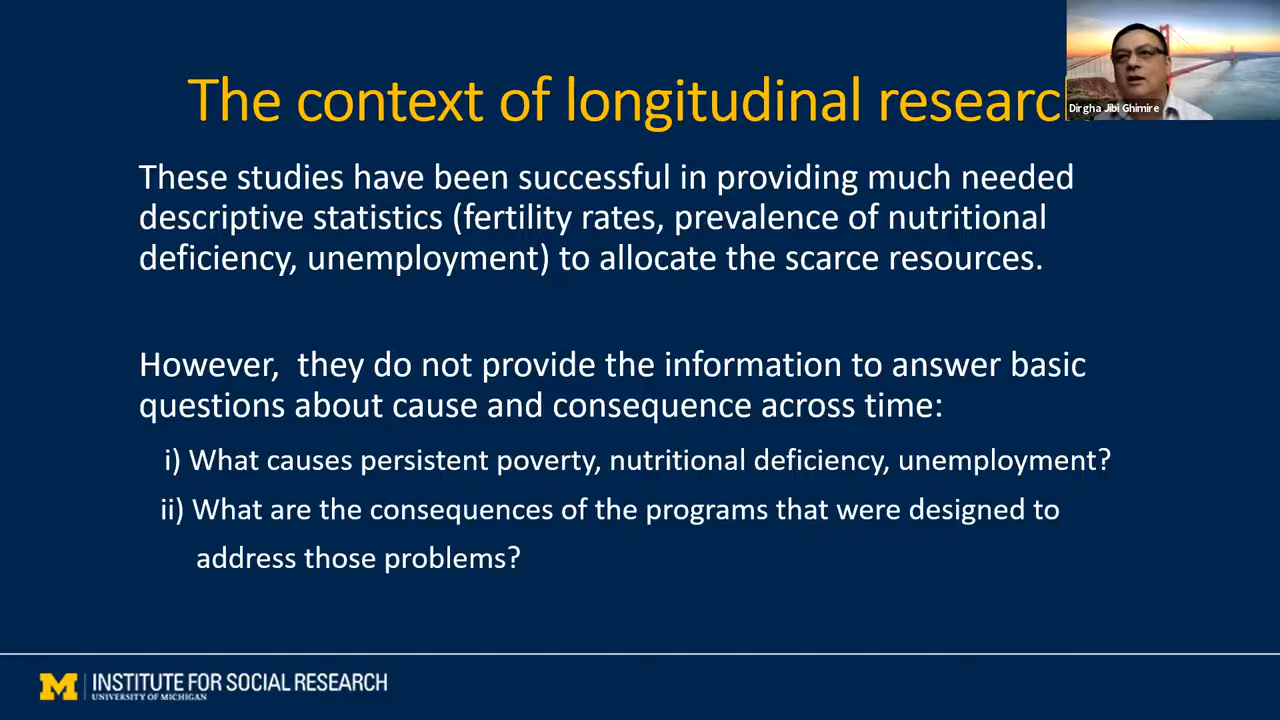 The context of longitudinal researc
Dirgha Jibi Ghimire
These studies have been successful in providing much needed
descriptive statistics (fertility rates, prevalence of nutritional
deficiency, unemployment) to allocate the scarce resources.
However, they do not provide the information to answer basic
questions about cause and consequence across time:
i) What causes persistent poverty, nutritional deficiency, unemployment?
ii) What are the consequences of the programs that were designed to
address those problems?
M INSTITUTE FOR SOCIAL RESEARCH
UNIVERSITY OF MICHIGAN